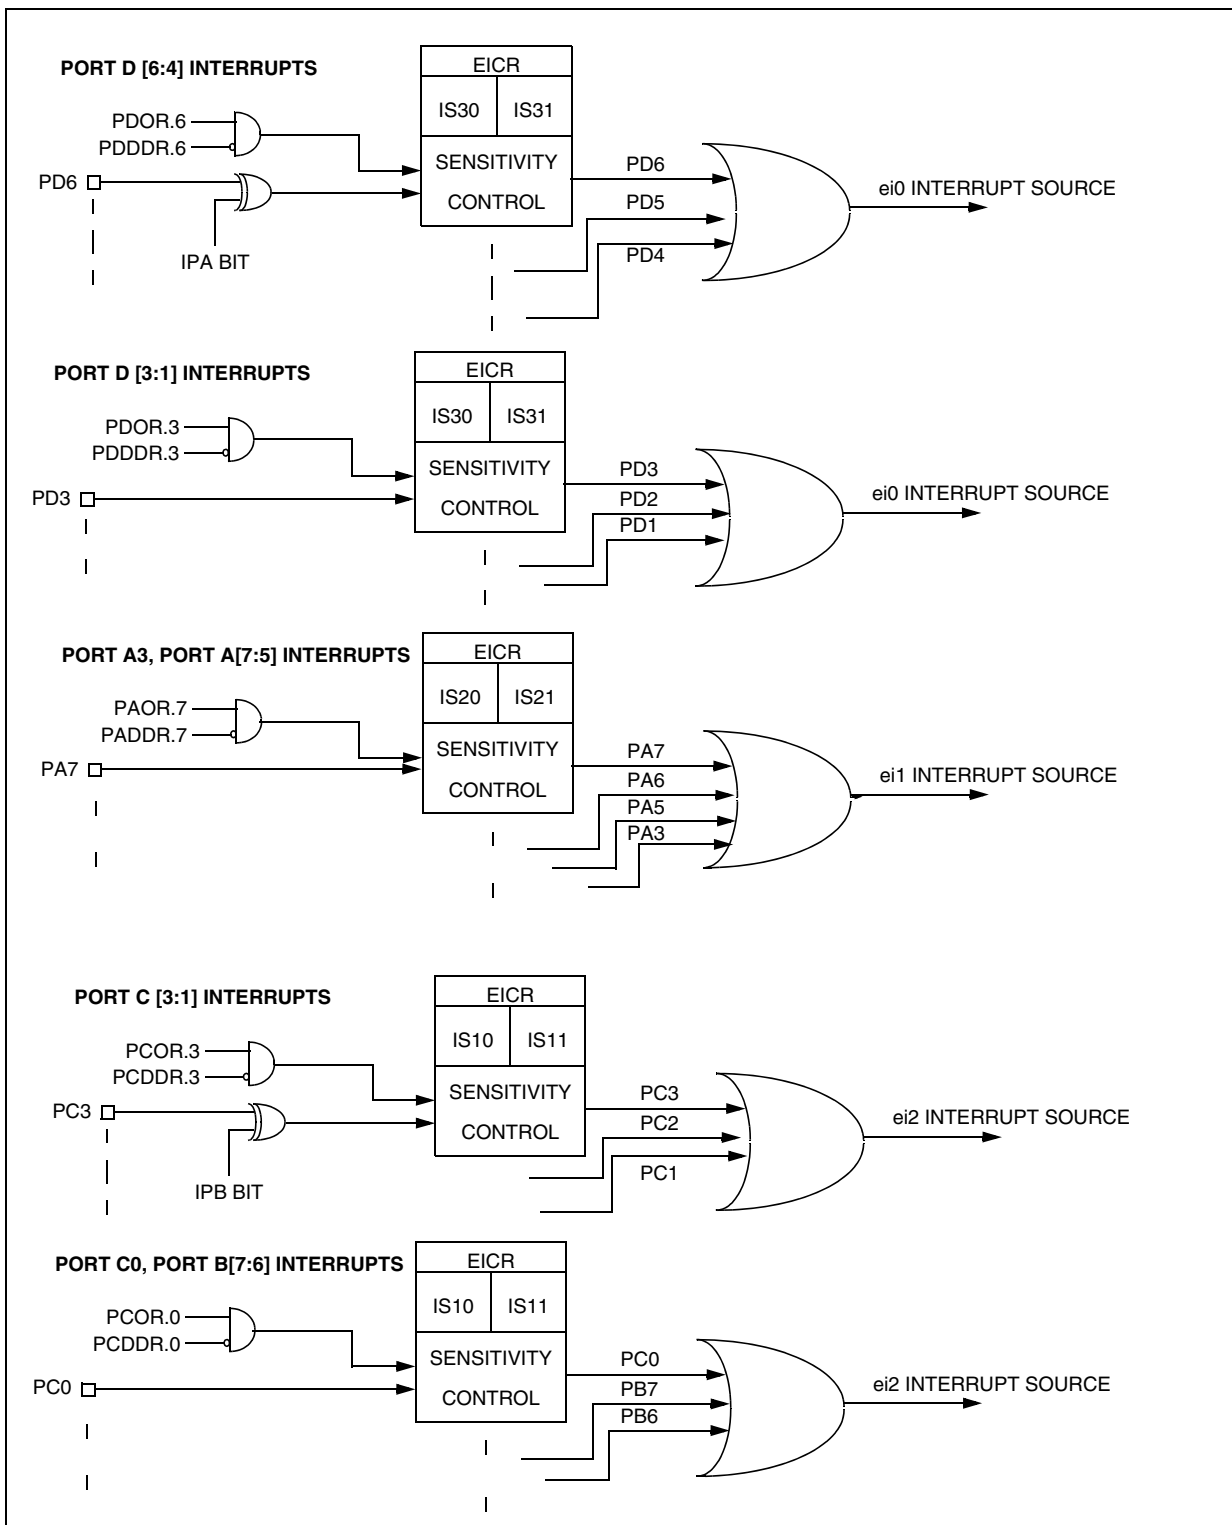 PORT D [6:4] INTERRUPTS
EICR
IS30 IS31
PDOR.6
PDDDR.6
SENSITIVITY
CONTROL
PD6
IPA BIT
PD6
PD5
PD4
ei0 INTERRUPT SOURCE
PORT D [3:1] INTERRUPTS
EICR
IS30 IS31
PDOR.3
PDDDR.3
SENSITIVITY
CONTROL
PD3
PD3
PD2
PD1
ei0 INTERRUPT SOURCE
PORT A3, PORT A[7:5] INTERRUPTS
EICR
IS20 IS21
PAOR.7
PADDR.7
SENSITIVITY
CONTROL
PA7
PA7
PA6
PA5
PA3
ei1 INTERRUPT SOURCE
PORT C [3:1] INTERRUPTS
EICR
IS10 IS11
PCOR.3
PCDDR.3
SENSITIVITY
CONTROL
PC3
IPB BIT
PC3
PC2
PC1
ei2 INTERRUPT SOURCE
PORT C0, PORT B[7:6] INTERRUPTS
EICR
IS10 IS11
PCOR.0
PCDDR.0
SENSITIVITY
CONTROL
PC0
PC0
PB7
PB6
ei2 INTERRUPT SOURCE